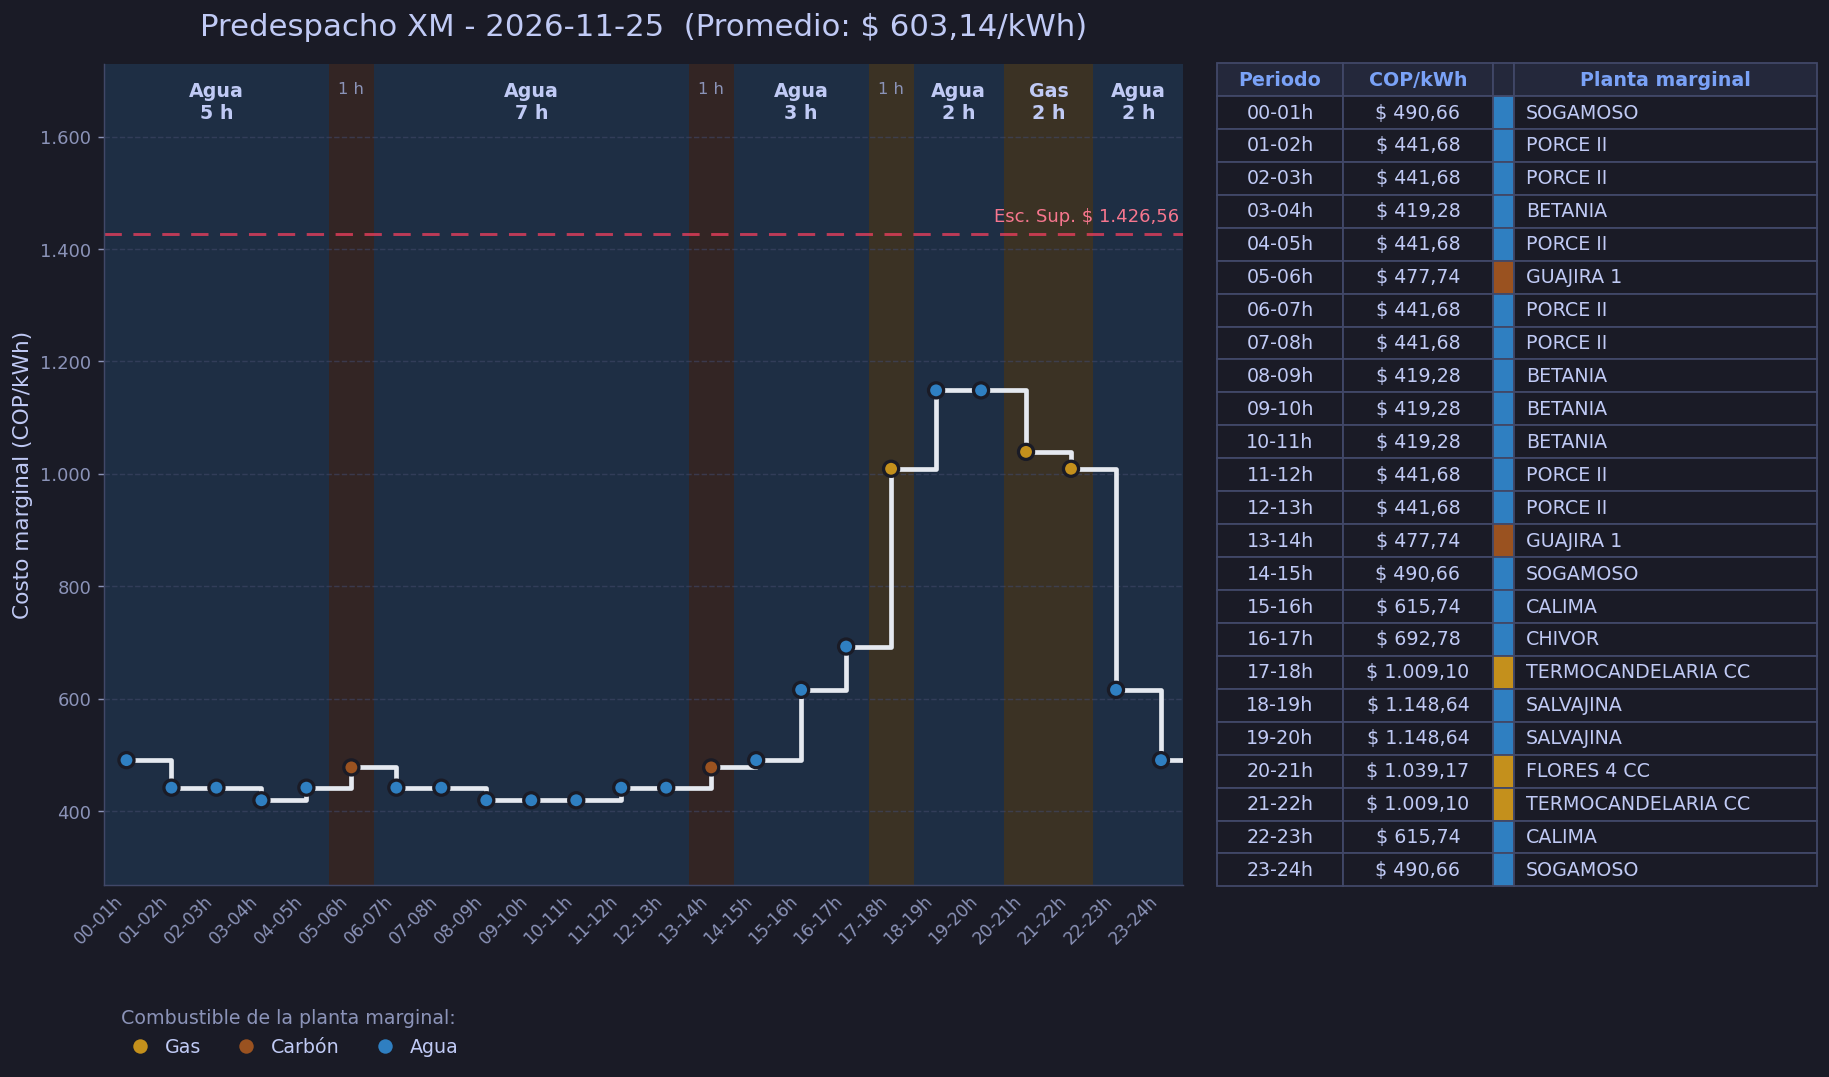 Predespacho XM - 2026-11-25  (Promedio: $ 603,14/kWh)
Agua
5 h
1 h
Agua
7 h
1 h
Agua
3 h
1 h
Agua
2 h
Gas
2 h
Agua
2 h
Esc. Sup. $ 1.426,56
Costo marginal (COP/kWh)
1.600
1.400
1.200
1.000
800
600
400
00-01h
01-02h
02-03h
03-04h
04-05h
05-06h
06-07h
07-08h
08-09h
09-10h
10-11h
11-12h
12-13h
13-14h
14-15h
15-16h
16-17h
17-18h
18-19h
19-20h
20-21h
21-22h
22-23h
23-24h
Combustible de la planta marginal:
Gas Carbón Agua
Periodo COP/kWh Planta marginal
00-01h $ 490,66 SOGAMOSO
01-02h $ 441,68 PORCE II
02-03h $ 441,68 PORCE II
03-04h $ 419,28 BETANIA
04-05h $ 441,68 PORCE II
05-06h $ 477,74 GUAJIRA 1
06-07h $ 441,68 PORCE II
07-08h $ 441,68 PORCE II
08-09h $ 419,28 BETANIA
09-10h $ 419,28 BETANIA
10-11h $ 419,28 BETANIA
11-12h $ 441,68 PORCE II
12-13h $ 441,68 PORCE II
13-14h $ 477,74 GUAJIRA 1
14-15h $ 490,66 SOGAMOSO
15-16h $ 615,74 CALIMA
16-17h $ 692,78 CHIVOR
17-18h $ 1.009,10 TERMOCANDELARIA CC
18-19h $ 1.148,64 SALVAJINA
19-20h $ 1.148,64 SALVAJINA
20-21h $ 1.039,17 FLORES 4 CC
21-22h $ 1.009,10 TERMOCANDELARIA CC
22-23h $ 615,74 CALIMA
23-24h $ 490,66 SOGAMOSO